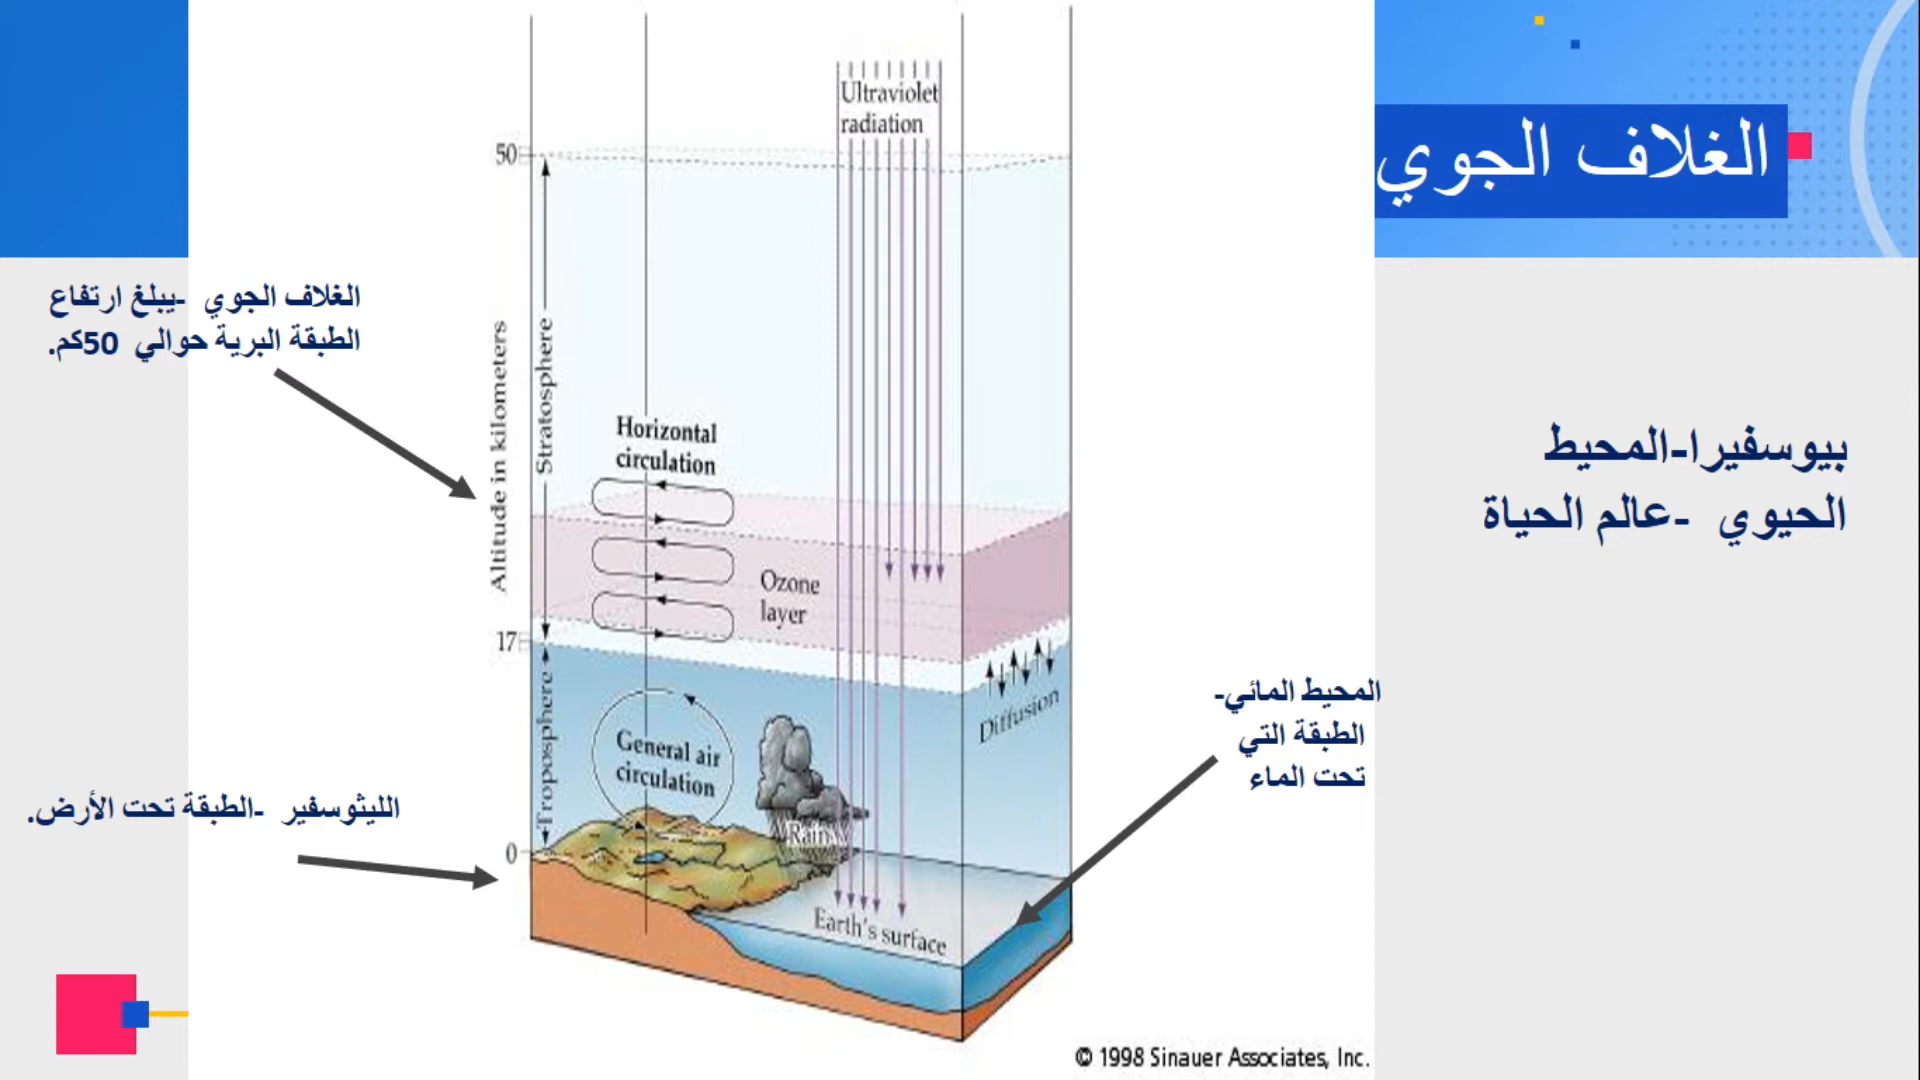 الغلاف الجوي
بيوسفيرا-المحيط
الحيوي -عالم الحياة
الغلاف الجوي -يبلغ ارتفاع
الطبقة البرية حوالي 50كم.
المحيط المائي-
الطبقة التي
تحت الماء
الليثوسفير -الطبقة تحت الأرض.
Ultraviolet
radiation
50
Altitude in kilometers
Stratosphere
Horizontal
circulation
Ozone
layer
17
Diffusion
Troposphere
General air
circulation
Rain
0
Earth's surface
© 1998 Sinauer Associates, Inc.